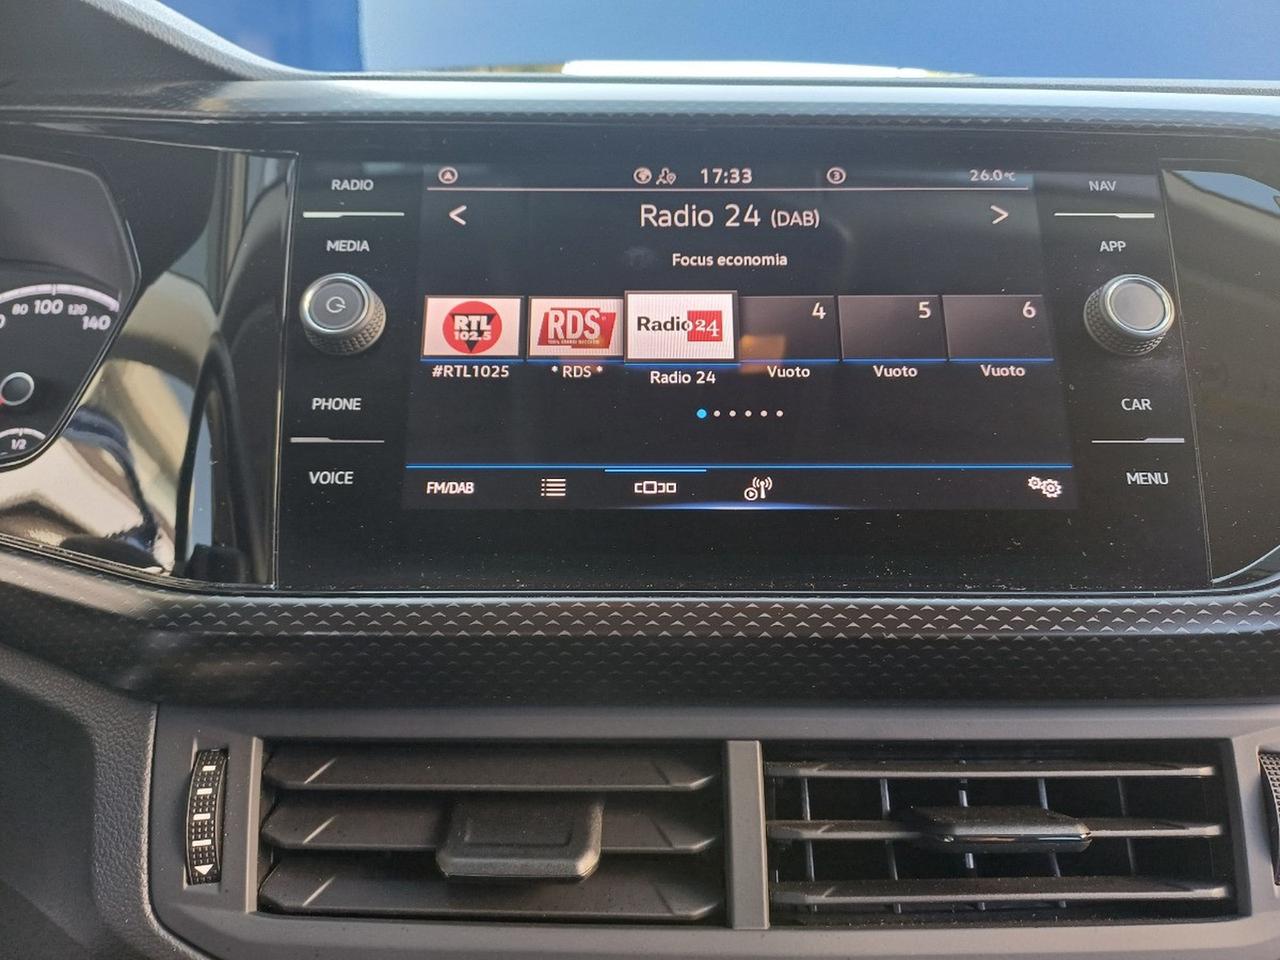 RADIO
MEDIA
PHONE
VOICE
NAV
APP
CAR
MENU
17:33
3
26.0°C
< Radio 24 (DAB) >
Focus economia
RTL
102.5
RDS
Radio 24
4
5
6
#RTL1025
* RDS *
Radio 24
Vuoto
Vuoto
Vuoto
FM/DAB
80 100 120
140
1/2